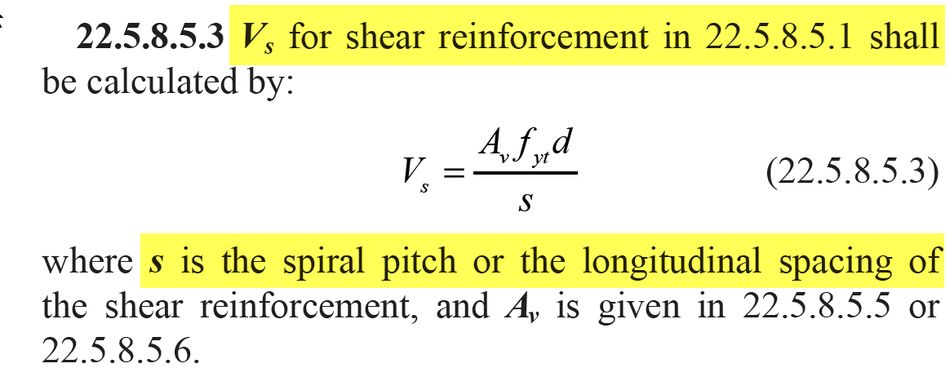 22.5.8.5.3 Vs for shear reinforcement in 22.5.8.5.1 shall
be calculated by:
Vs = Av fyt d / s (22.5.8.5.3)
where s is the spiral pitch or the longitudinal spacing of
the shear reinforcement, and Av is given in 22.5.8.5.5 or
22.5.8.5.6.